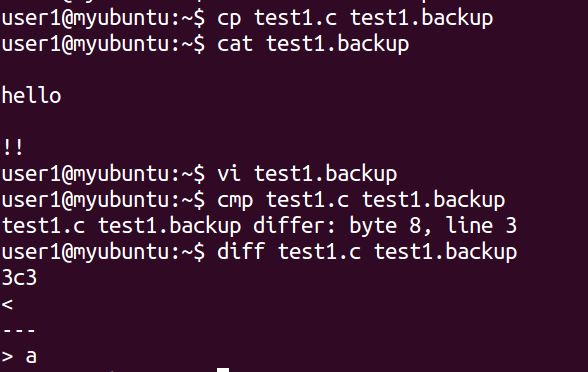 user1@myubuntu:~$ cp test1.c test1.backup
user1@myubuntu:~$ cat test1.backup
hello
!!
user1@myubuntu:~$ vi test1.backup
user1@myubuntu:~$ cmp test1.c test1.backup
test1.c test1.backup differ: byte 8, line 3
user1@myubuntu:~$ diff test1.c test1.backup
3c3
<
---
> a